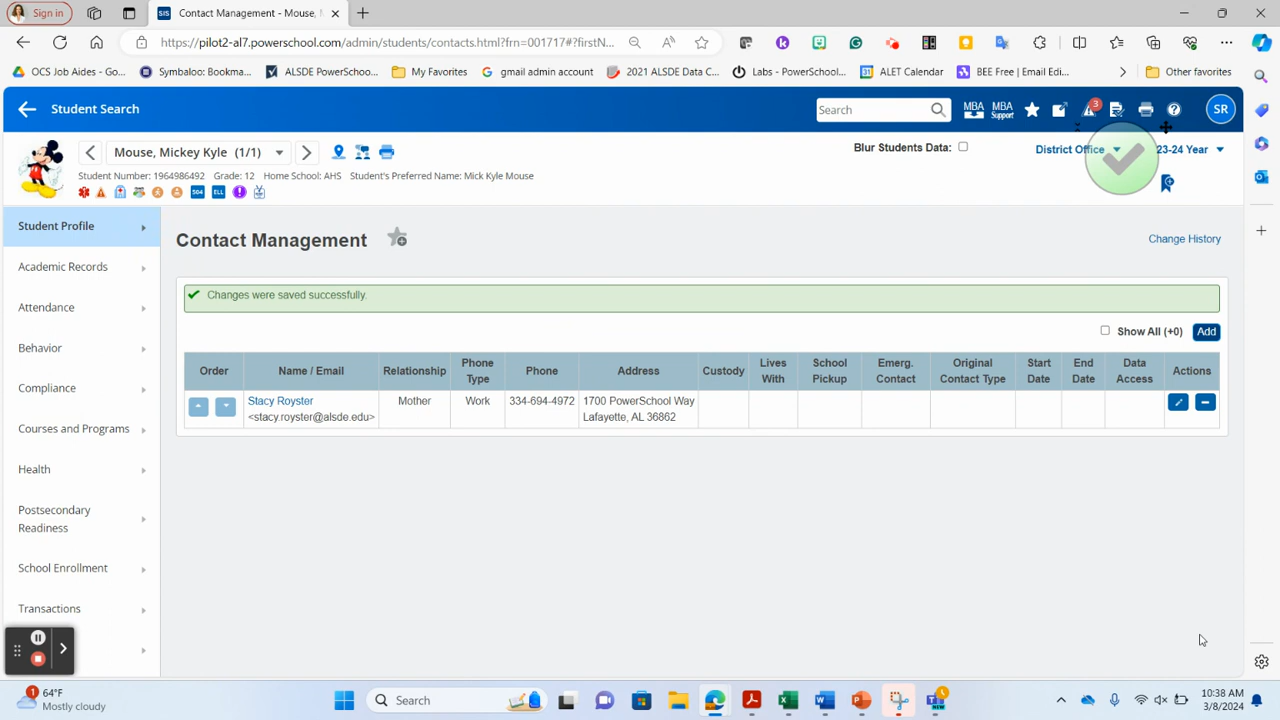 Sign in
SIS
Contact Management - Mouse, M
https://pilot2-al7.powerschool.com/admin/students/contacts.html?frn=001717#?firstN...
OCS Job Aides - Go...
Symbaloo: Bookma...
ALSDE PowerSchoo...
My Favorites
gmail admin account
2021 ALSDE Data C...
Labs - PowerSchool...
ALET Calendar
BEE Free | Email Edi...
Other favorites
Student Search
Search
MBA
MBA Support
3
SR
Mouse, Mickey Kyle (1/1)
Blur Students Data:
District Office
23-24 Year
Student Number: 1964986492 Grade: 12 Home School: AHS Student's Preferred Name: Mick Kyle Mouse
504
ELL
Student Profile
Academic Records
Attendance
Behavior
Compliance
Courses and Programs
Health
Postsecondary
Readiness
School Enrollment
Transactions
Contact Management
Change History
Changes were saved successfully.
Show All (+0)
Add
Order
Name / Email
Relationship
Phone
Type
Phone
Address
Custody
Lives
With
School
Pickup
Emerg.
Contact
Original
Contact Type
Start
Date
End
Date
Data
Access
Actions
Stacy Royster
<stacy.royster@alsde.edu>
Mother
Work
334-694-4972
1700 PowerSchool Way
Lafayette, AL 36862
1
64°F
Mostly cloudy
Search
NEW
10:38 AM
3/8/2024